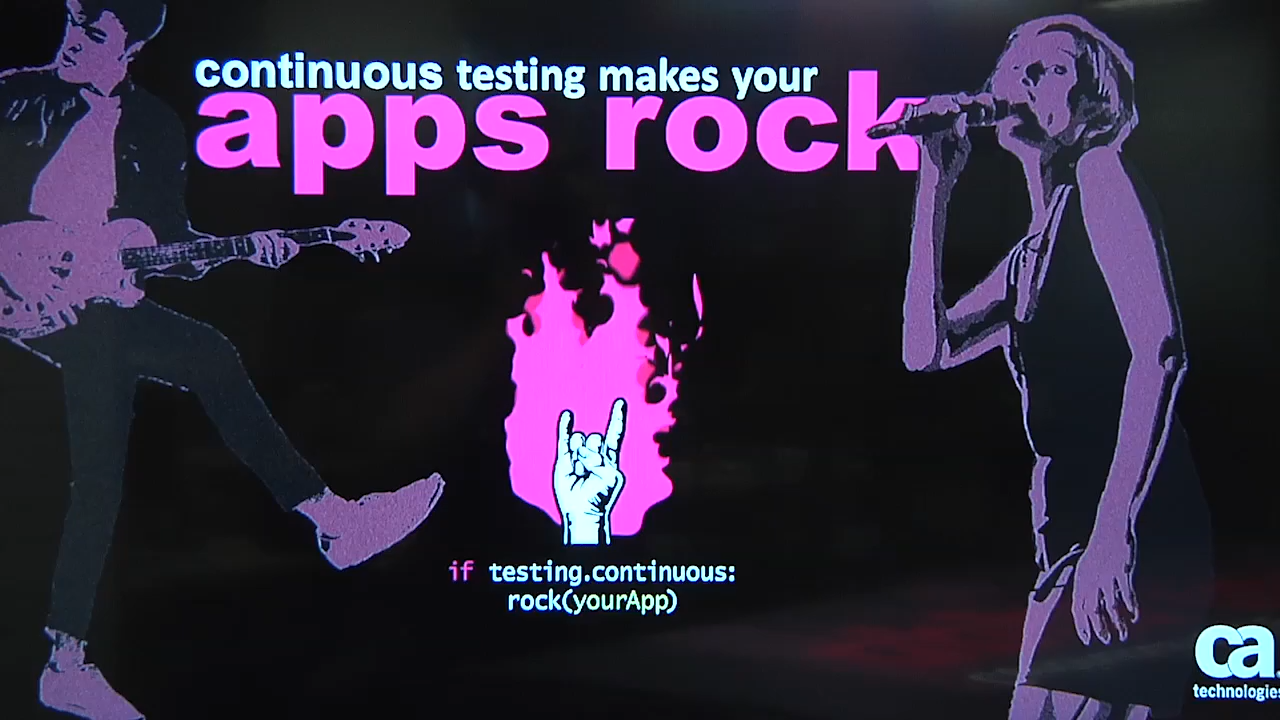 continuous testing makes your
apps rock
if testing.continuous:
rock(yourApp)
ca
technologies